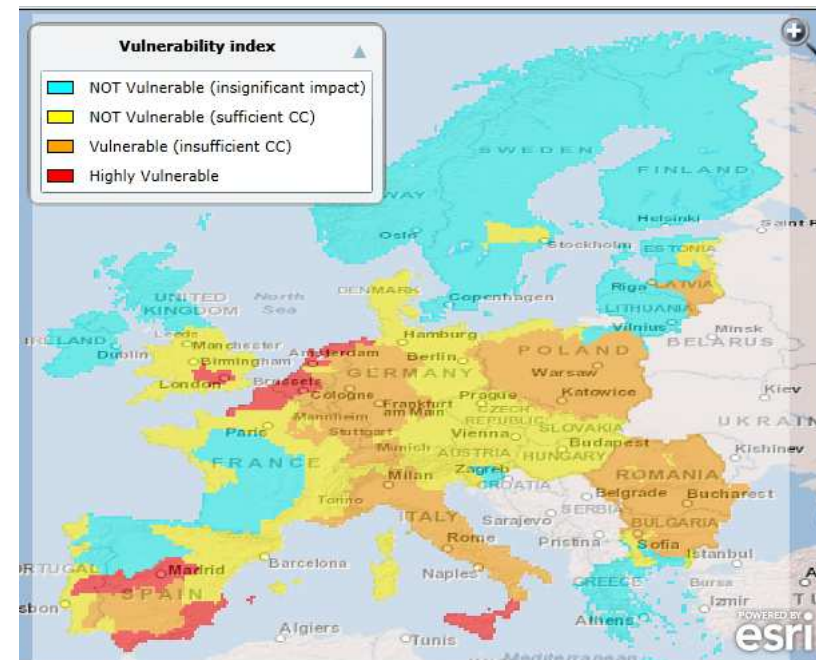 Vulnerability index
NOT Vulnerable (insignificant impact)
NOT Vulnerable (sufficient CC)
Vulnerable (insufficient CC)
Highly Vulnerable
SWEDEN
FINLAND
WAY
Oslo
Helsinki
Saint P
Stockholm
ESTONIA
DENMARK
Riga
LATVIA
UNITED
KINGDOM
North
Sea
Copenhagen
LITHUANIA
Vilnius
Minsk
BELARUS
IRELAND
Dublin
Leeds
Manchester
Birmingham
Amsterdam
Hamburg
Berlin
POLAND
Warsaw
London
Brussels
GERMANY
Cologne
Frankfurt
am Main
Prague
CZECH
REPUBLIC
Katowice
Kiev
UKRAIN
Mannheim
Paris
Stuttgart
Vienna
SLOVAKIA
Munich
AUSTRIA
Budapest
HUNGARY
Kishinev
FRANCE
Milan
Zagreb
CROATIA
ROMANIA
Torino
Belgrade
Bucharest
SERBIA
ITALY
Sarajevo
BULGARIA
Rome
Pristina
Sofia
Istanbul
Barcelona
Naples
PORTUGAL
Madrid
SPAIN
GREECE
Bursa
Izmir
sbon
Athens
Algiers
Tunis
Mediterranean
A
TU
POWERED BY
esri